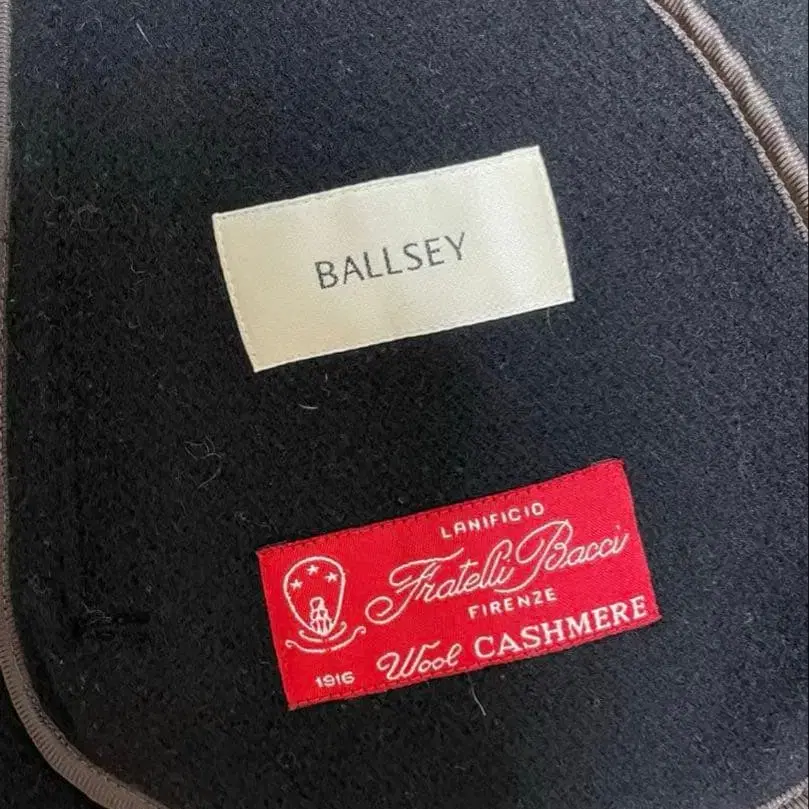 BALLSEY
LANIFICIO
Fratelli Bacci
FIRENZE
1916 Wool CASHMERE